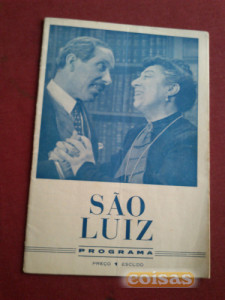 SÃO
LUIZ
PROGRAMA
PREÇO 1 ESCUDO
coisas